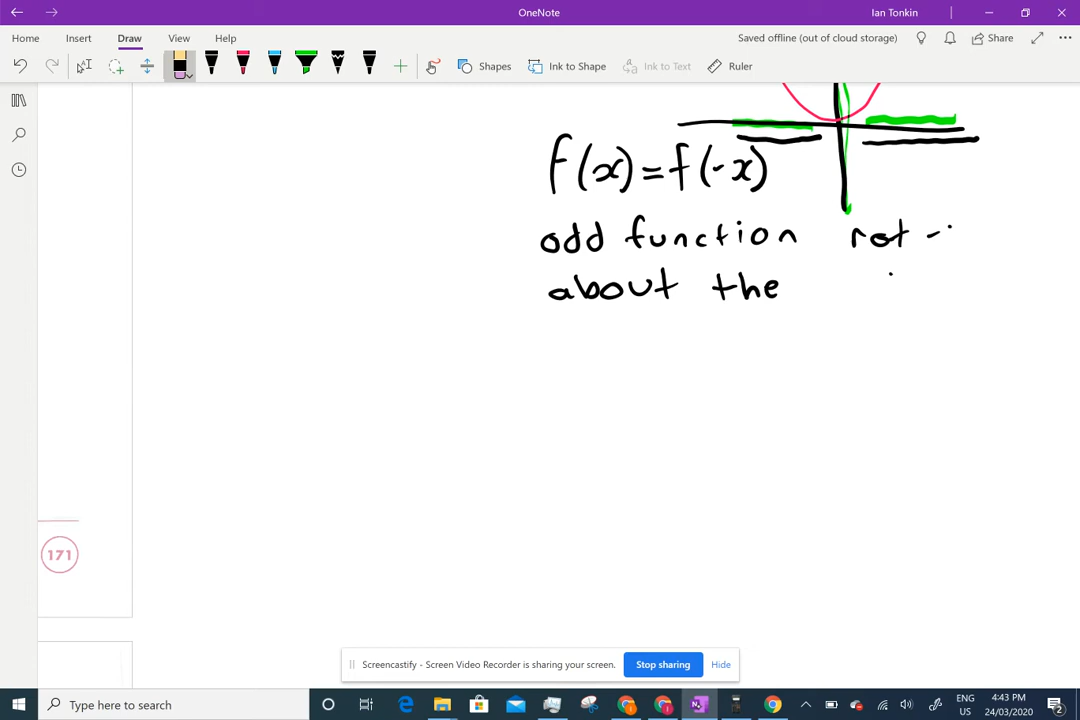 OneNote
Ian Tonkin
Home Insert Draw View Help
Saved offline (out of cloud storage)
Share
Shapes
Ink to Shape
Ink to Text
Ruler
f(x)=f(-x)
odd function rot
about the
171
Screencastify - Screen Video Recorder is sharing your screen.
Stop sharing
Hide
Type here to search
ENG
US
4:43 PM
24/03/2020
2